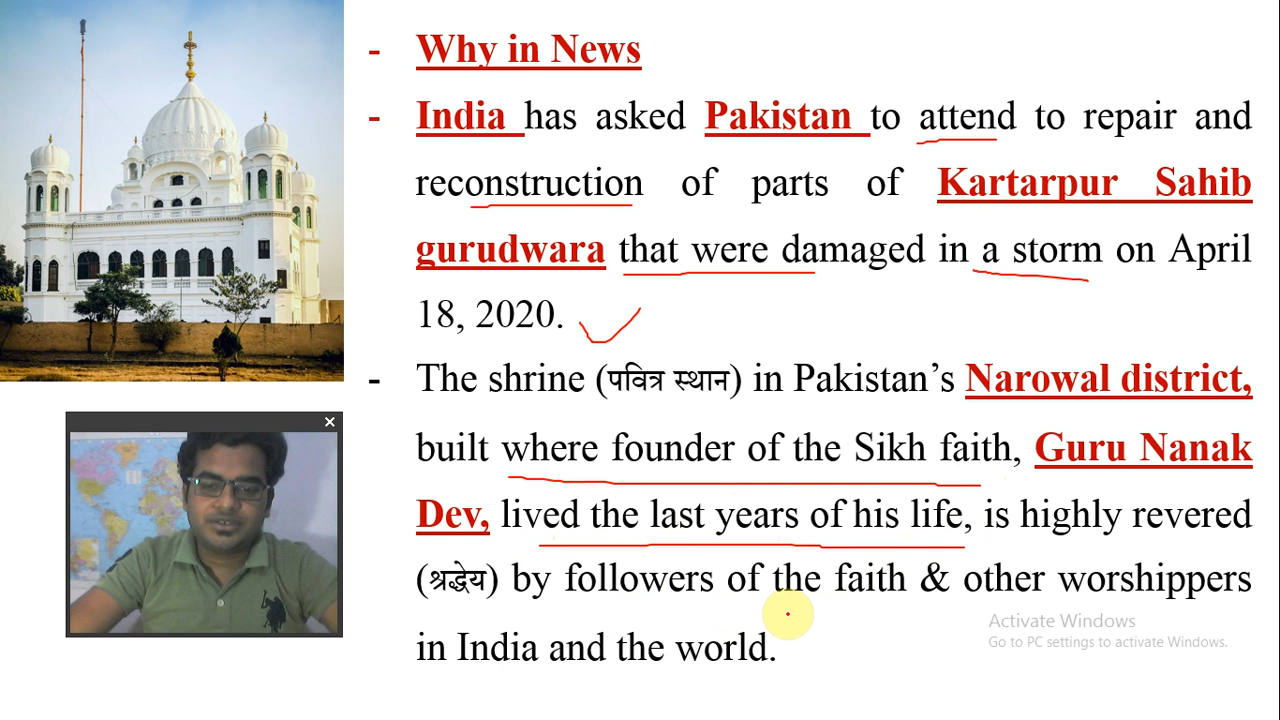 - Why in News
- India has asked Pakistan to attend to repair and
reconstruction of parts of Kartarpur Sahib
gurudwara that were damaged in a storm on April
18, 2020.
- The shrine (पवित्र स्थान) in Pakistan’s Narowal district,
built where founder of the Sikh faith, Guru Nanak
Dev, lived the last years of his life, is highly revered
(श्रद्धेय) by followers of the faith & other worshippers
in India and the world.
Activate Windows
Go to PC settings to activate Windows.